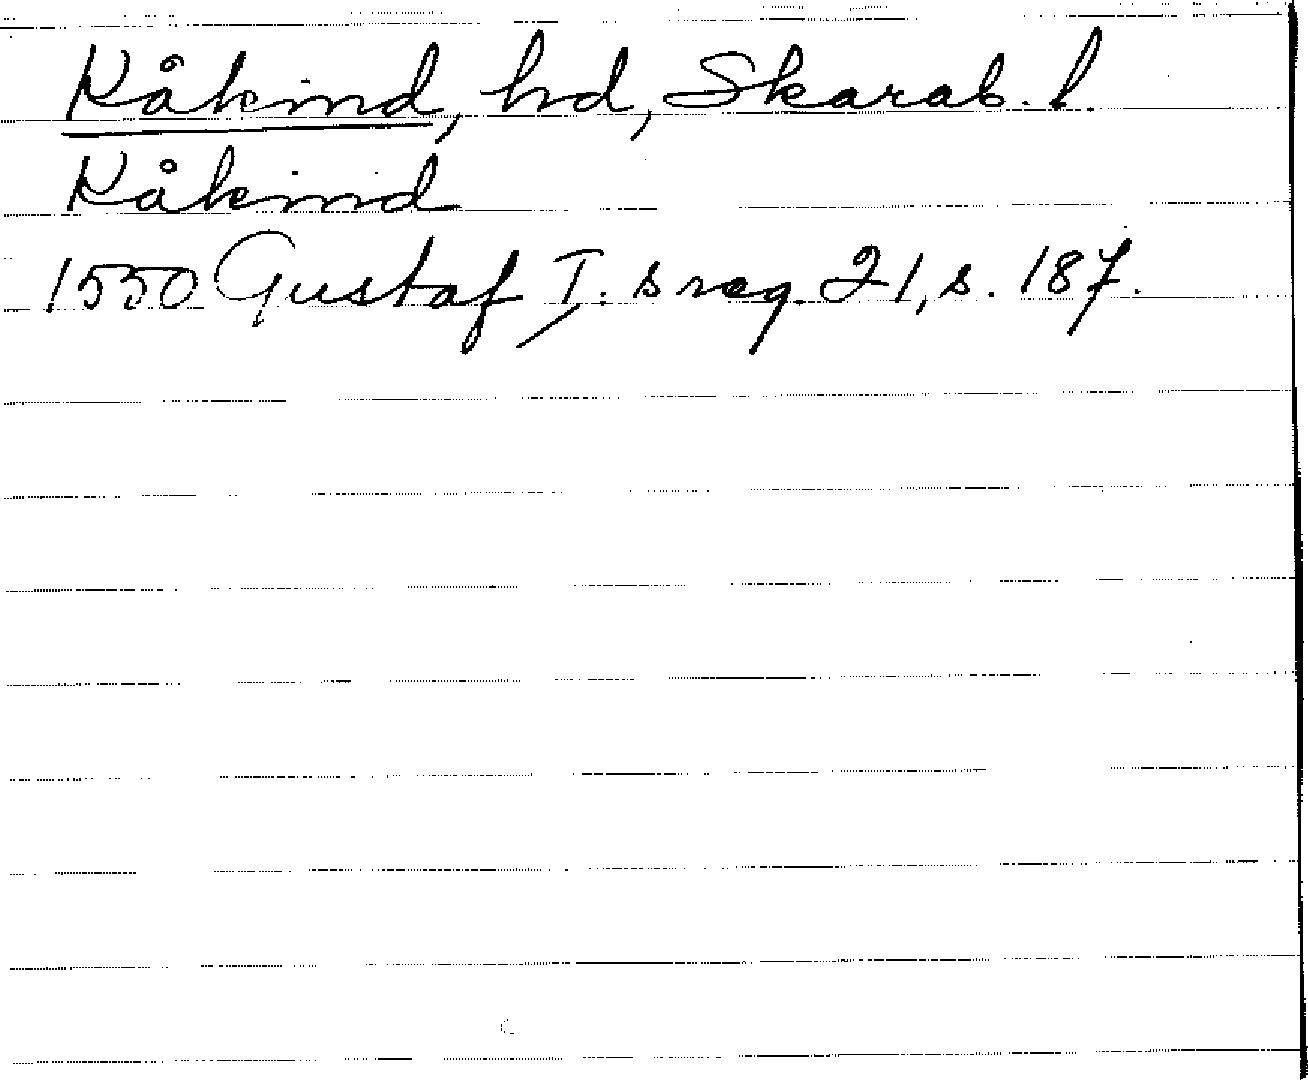 Kåkind, hd, Skarab. l.
Kåkind
1550 Gustaf I:s reg. 21, s. 187.